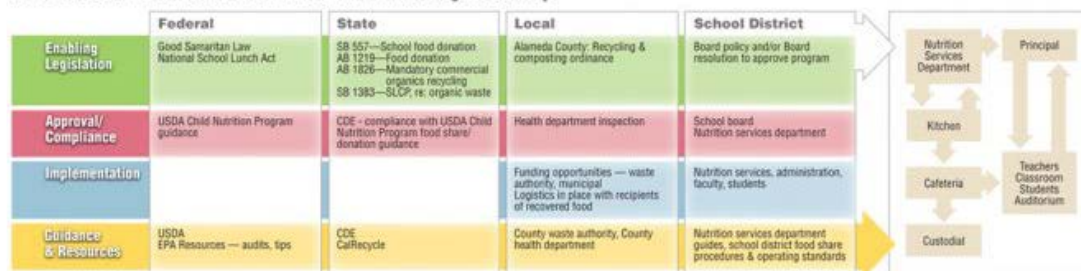 Federal
State
Local
School District
Enabling
Legislation
Good Samaritan Law
National School Lunch Act
SB 557—School food donation
AB 1219—Food donation
AB 1826—Mandatory commercial
organics recycling
SB 1383—SLCP, re: organic waste
Alameda County: Recycling &
composting ordinance
Board policy and/or Board
resolution to approve program
Approval/
Compliance
USDA Child Nutrition Program
guidance
CDE - compliance with USDA Child
Nutrition Program food share/
donation guidance
Health department inspection
School board
Nutrition services department
Implementation
Funding opportunities — waste
authority, municipal
Logistics in place with recipients
of recovered food
Nutrition services, administration,
faculty, students
Guidance
& Resources
USDA
EPA Resources — audits, tips
CDE
CalRecycle
County waste authority, County
health department
Nutrition services department
guides, school district food share
procedures & operating standards
Nutrition
Services
Department
Principal
Kitchen
Cafeteria
Teachers
Classroom
Students
Auditorium
Custodial